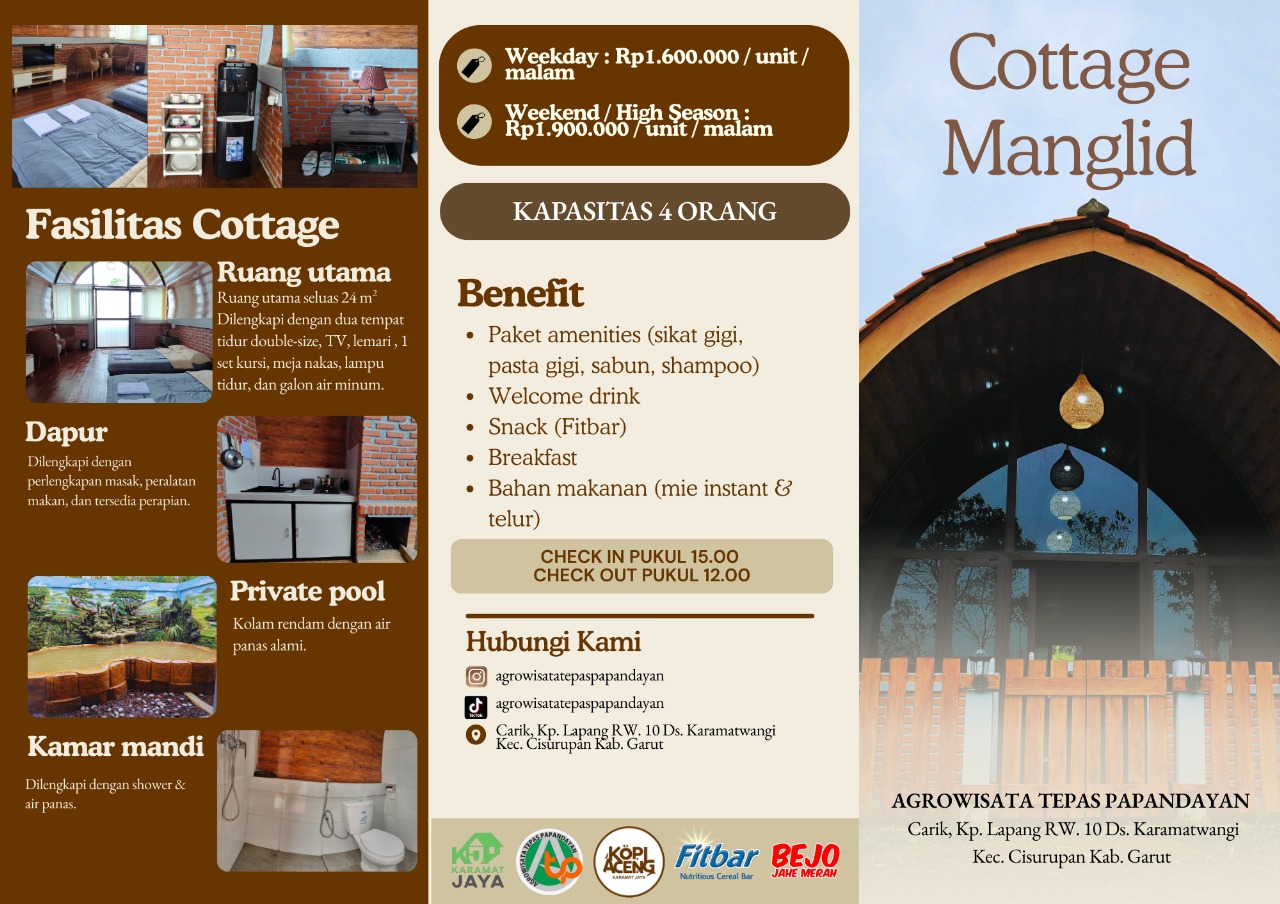 Fasilitas Cottage
Ruang utama
Ruang utama seluas 24 m²
Dilengkapi dengan dua tempat
tidur double-size, TV, lemari , 1
set kursi, meja nakas, lampu
tidur, dan galon air minum.
Dapur
Dilengkapi dengan
perlengkapan masak, peralatan
makan, dan tersedia perapian.
Private pool
Kolam rendam dengan air
panas alami.
Kamar mandi
Dilengkapi dengan shower &
air panas.
Weekday : Rp1.600.000 / unit /
malam
Weekend / High Season :
Rp1.900.000 / unit / malam
KAPASITAS 4 ORANG
Benefit
• Paket amenities (sikat gigi,
pasta gigi, sabun, shampoo)
• Welcome drink
• Snack (Fitbar)
• Breakfast
• Bahan makanan (mie instant &
telur)
CHECK IN PUKUL 15.00
CHECK OUT PUKUL 12.00
Hubungi Kami
agrowisatatepaspapandayan
TikTok
agrowisatatepaspapandayan
Carik, Kp. Lapang RW. 10 Ds. Karamatwangi
Kec. Cisurupan Kab. Garut
KARAMAT
JAYA
AGROWISATA TEPAS PAPANDAYAN
Atp
KOPI
ACENG
KARAMAT JAYA
Fitbar
Nutritious Cereal Bar
BEJO
JAHE MERAH
Cottage
Manglid
AGROWISATA TEPAS PAPANDAYAN
Carik, Kp. Lapang RW. 10 Ds. Karamatwangi
Kec. Cisurupan Kab. Garut